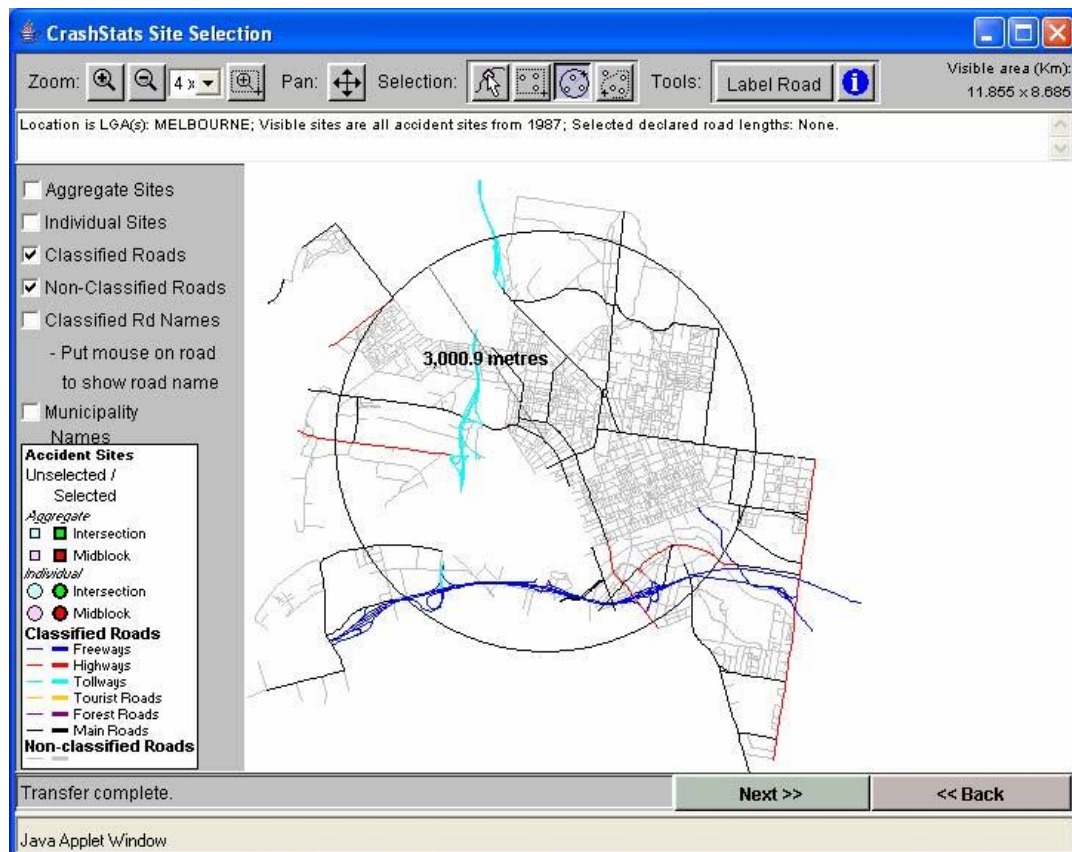 CrashStats Site Selection
Zoom: 4 x Pan: Selection: Tools: Label Road Visible area (Km):
11.855 x 8.685
Location is LGA(s): MELBOURNE; Visible sites are all accident sites from 1987; Selected declared road lengths: None.
Aggregate Sites
Individual Sites
Classified Roads
Non-Classified Roads
Classified Rd Names
- Put mouse on road
to show road name
Municipality
Names
3,000.9 metres
Accident Sites
Unselected /
Selected
Aggregate
Intersection
Midblock
Individual
Intersection
Midblock
Classified Roads
Freeways
Highways
Tollways
Tourist Roads
Forest Roads
Main Roads
Non-classified Roads
Transfer complete.
Next >>
<< Back
Java Applet Window